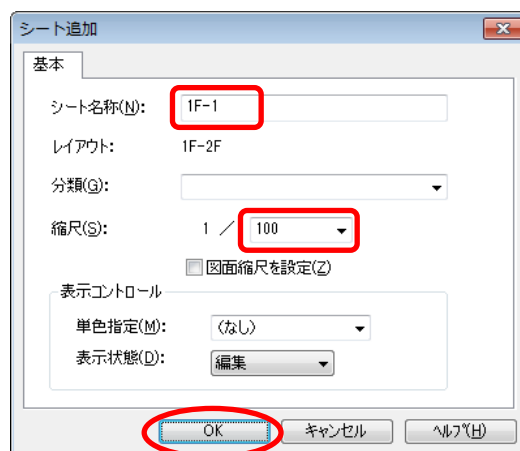 シート追加
基本
シート名称(N): 1F-1
レイアウト: 1F-2F
分類(G):
縮尺(S): 1 ／ 100
図面縮尺を設定(Z)
表示コントロール
単色指定(M): (なし)
表示状態(D): 編集
OK キャンセル ヘルプ(H)